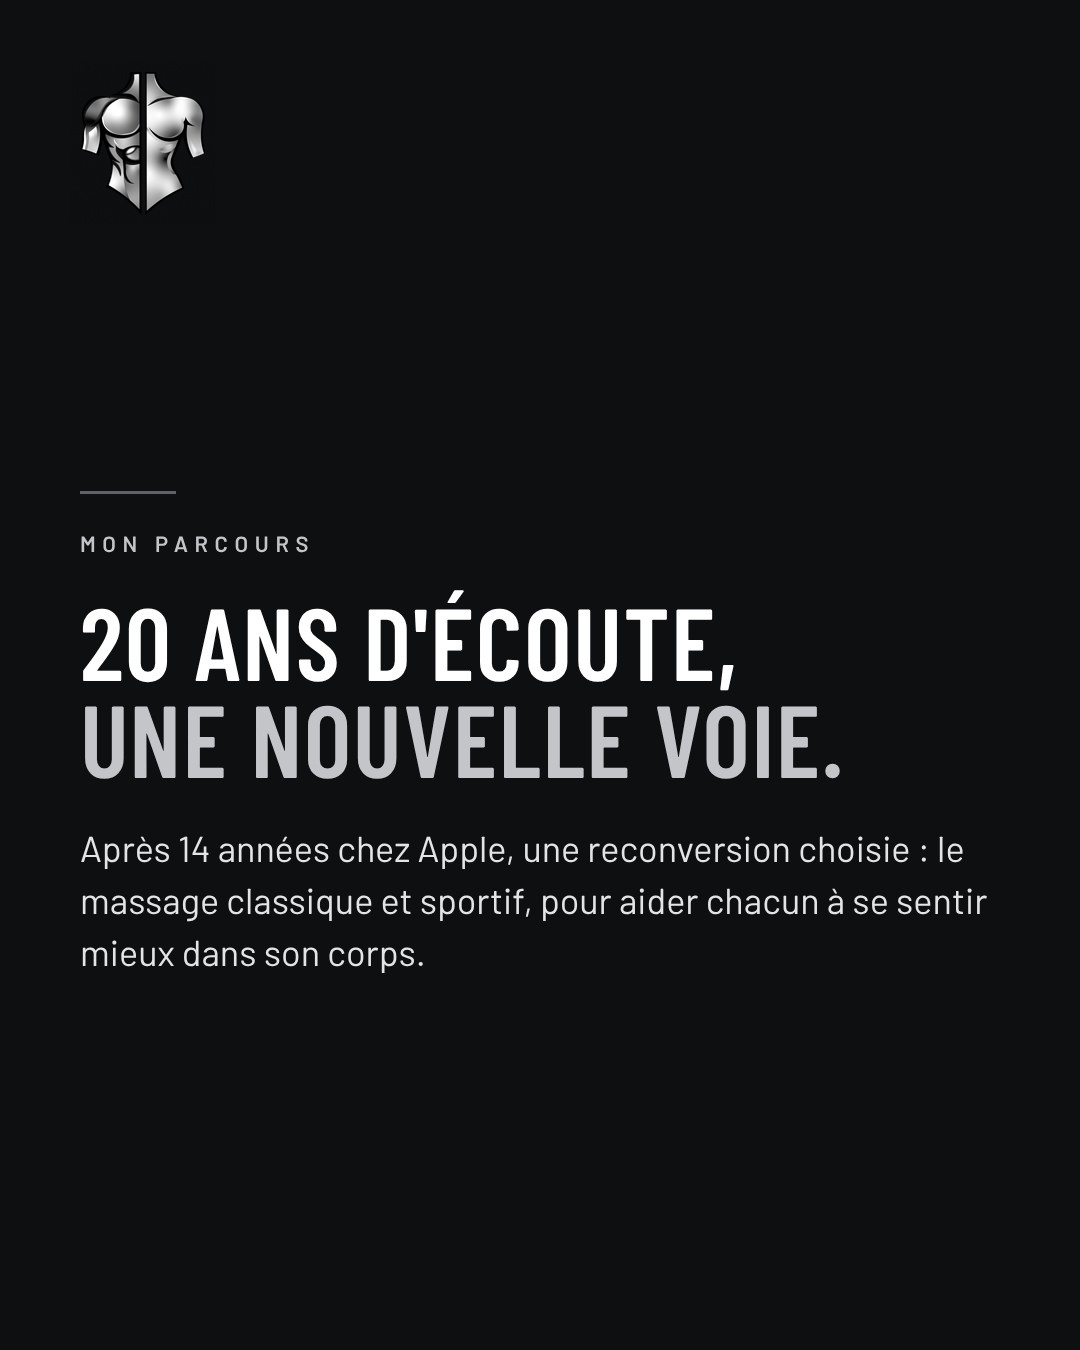 MON PARCOURS
20 ANS D'ÉCOUTE,
UNE NOUVELLE VOIE.
Après 14 années chez Apple, une reconversion choisie : le
massage classique et sportif, pour aider chacun à se sentir
mieux dans son corps.